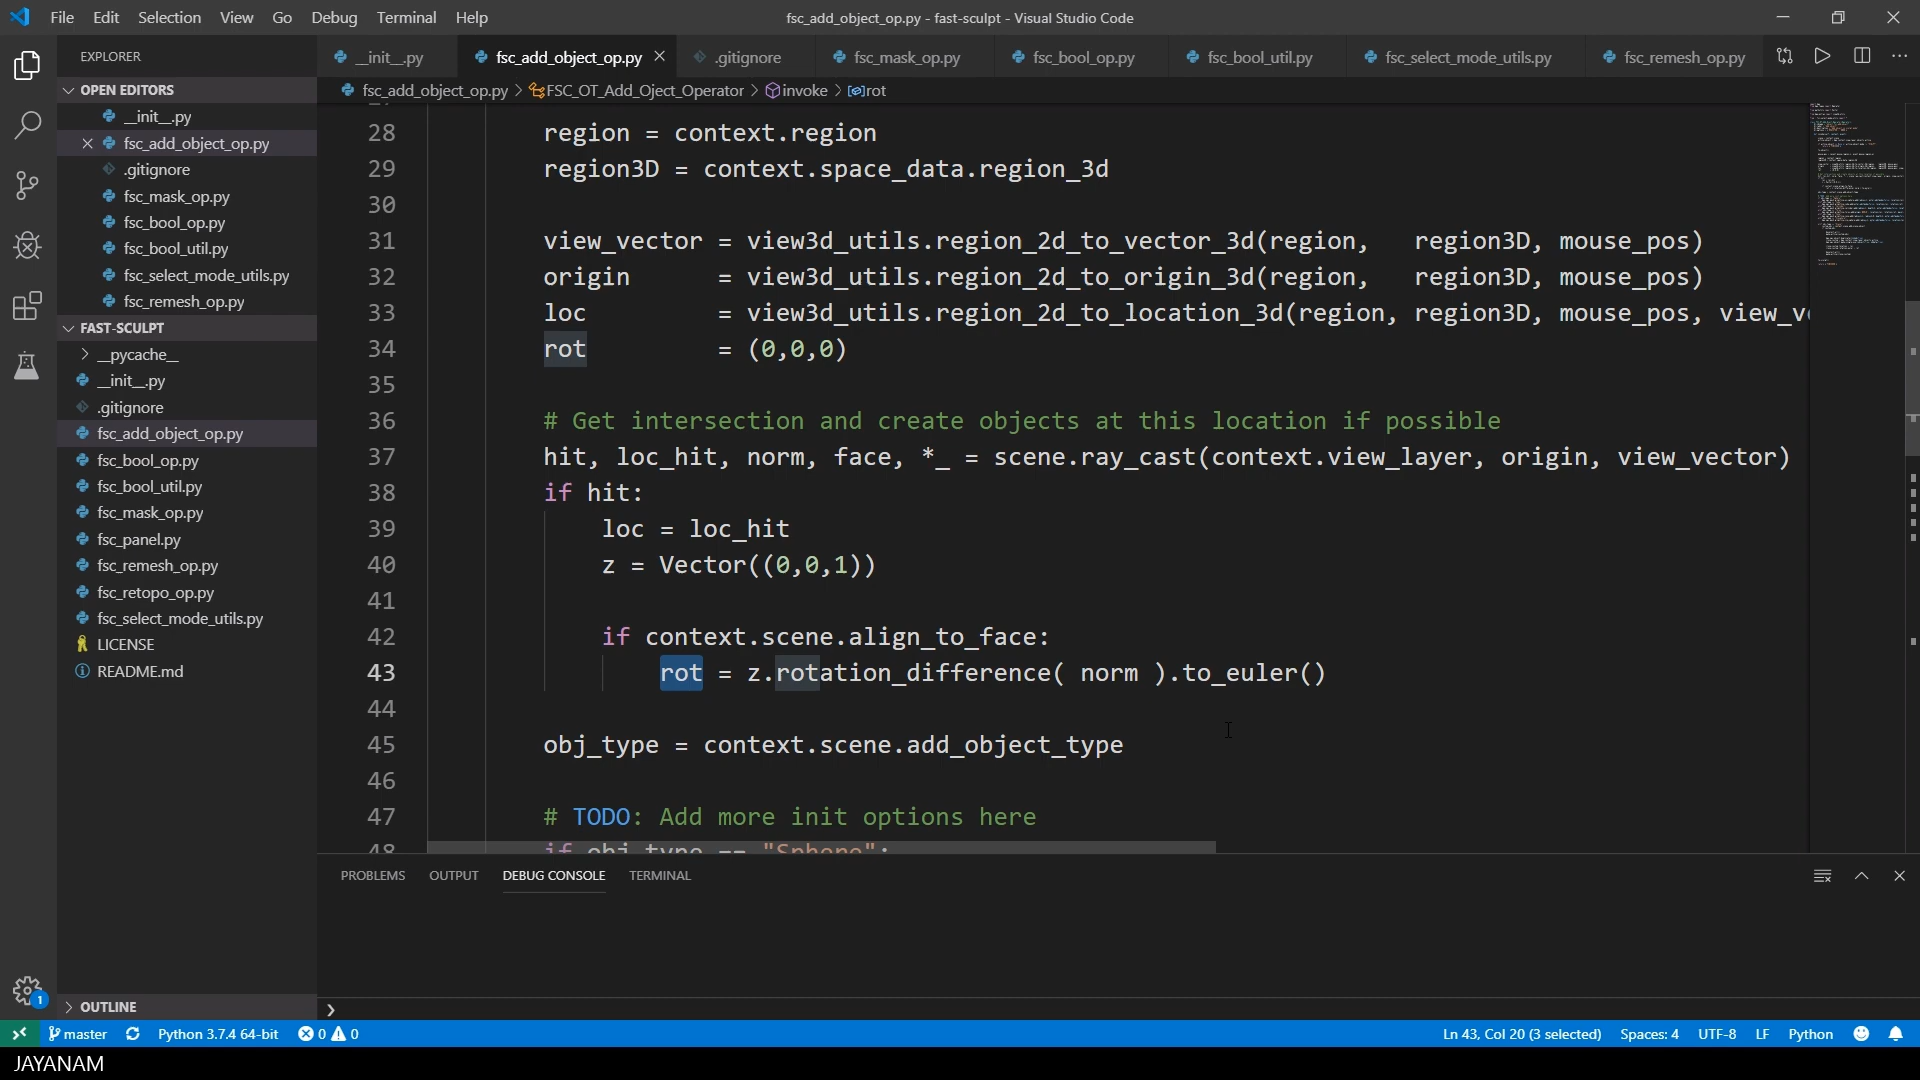 File Edit Selection View Go Debug Terminal Help
fsc_add_object_op.py - fast-sculpt - Visual Studio Code
EXPLORER
__init__.py fsc_add_object_op.py .gitignore fsc_mask_op.py fsc_bool_op.py fsc_bool_util.py fsc_select_mode_utils.py fsc_remesh_op.py
OPEN EDITORS
__init__.py
fsc_add_object_op.py
.gitignore
fsc_mask_op.py
fsc_bool_op.py
fsc_bool_util.py
fsc_select_mode_utils.py
fsc_remesh_op.py
FAST-SCULPT
__pycache__
__init__.py
.gitignore
fsc_add_object_op.py
fsc_bool_op.py
fsc_bool_util.py
fsc_mask_op.py
fsc_panel.py
fsc_remesh_op.py
fsc_retopo_op.py
fsc_select_mode_utils.py
LICENSE
README.md
OUTLINE
fsc_add_object_op.py > FSC_OT_Add_Oject_Operator > invoke > rot
28 region = context.region
29 region3D = context.space_data.region_3d
30
31 view_vector = view3d_utils.region_2d_to_vector_3d(region, region3D, mouse_pos)
32 origin = view3d_utils.region_2d_to_origin_3d(region, region3D, mouse_pos)
33 loc = view3d_utils.region_2d_to_location_3d(region, region3D, mouse_pos, view_v
34 rot = (0,0,0)
35
36 # Get intersection and create objects at this location if possible
37 hit, loc_hit, norm, face, *_ = scene.ray_cast(context.view_layer, origin, view_vector)
38 if hit:
39 loc = loc_hit
40 z = Vector((0,0,1))
41
42 if context.scene.align_to_face:
43 rot = z.rotation_difference( norm ).to_euler()
44
45 obj_type = context.scene.add_object_type
46
47 # TODO: Add more init options here
48 if obj_type == "Sphere":
PROBLEMS OUTPUT DEBUG CONSOLE TERMINAL
1
master Python 3.7.4 64-bit 0 0 Ln 43, Col 20 (3 selected) Spaces: 4 UTF-8 LF Python
JAYANAM